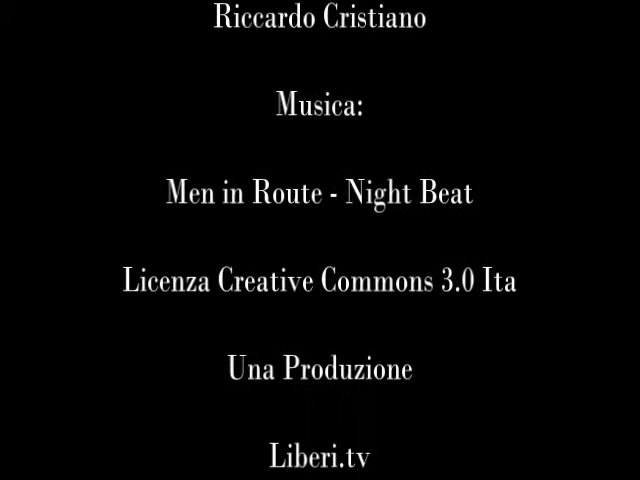 Riccardo Cristiano
Musica:
Men in Route - Night Beat
Licenza Creative Commons 3.0 Ita
Una Produzione
Liberi.tv